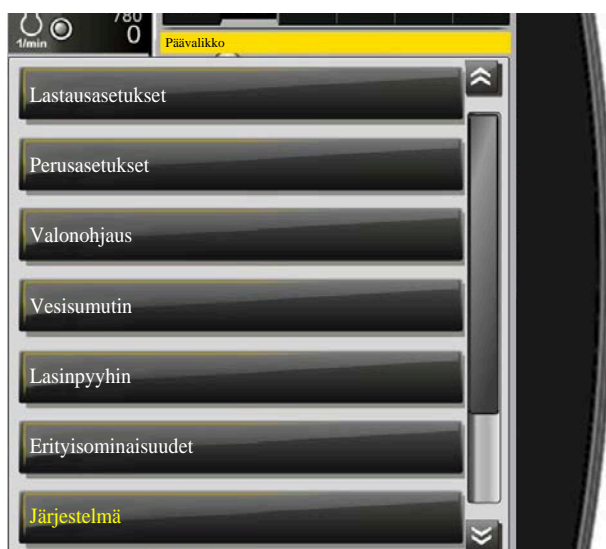 780
1/min
0
Päävalikko
Lastausasetukset
Perusasetukset
Valonohjaus
Vesisumutin
Lasinpyyhin
Erityisominaisuudet
Järjestelmä